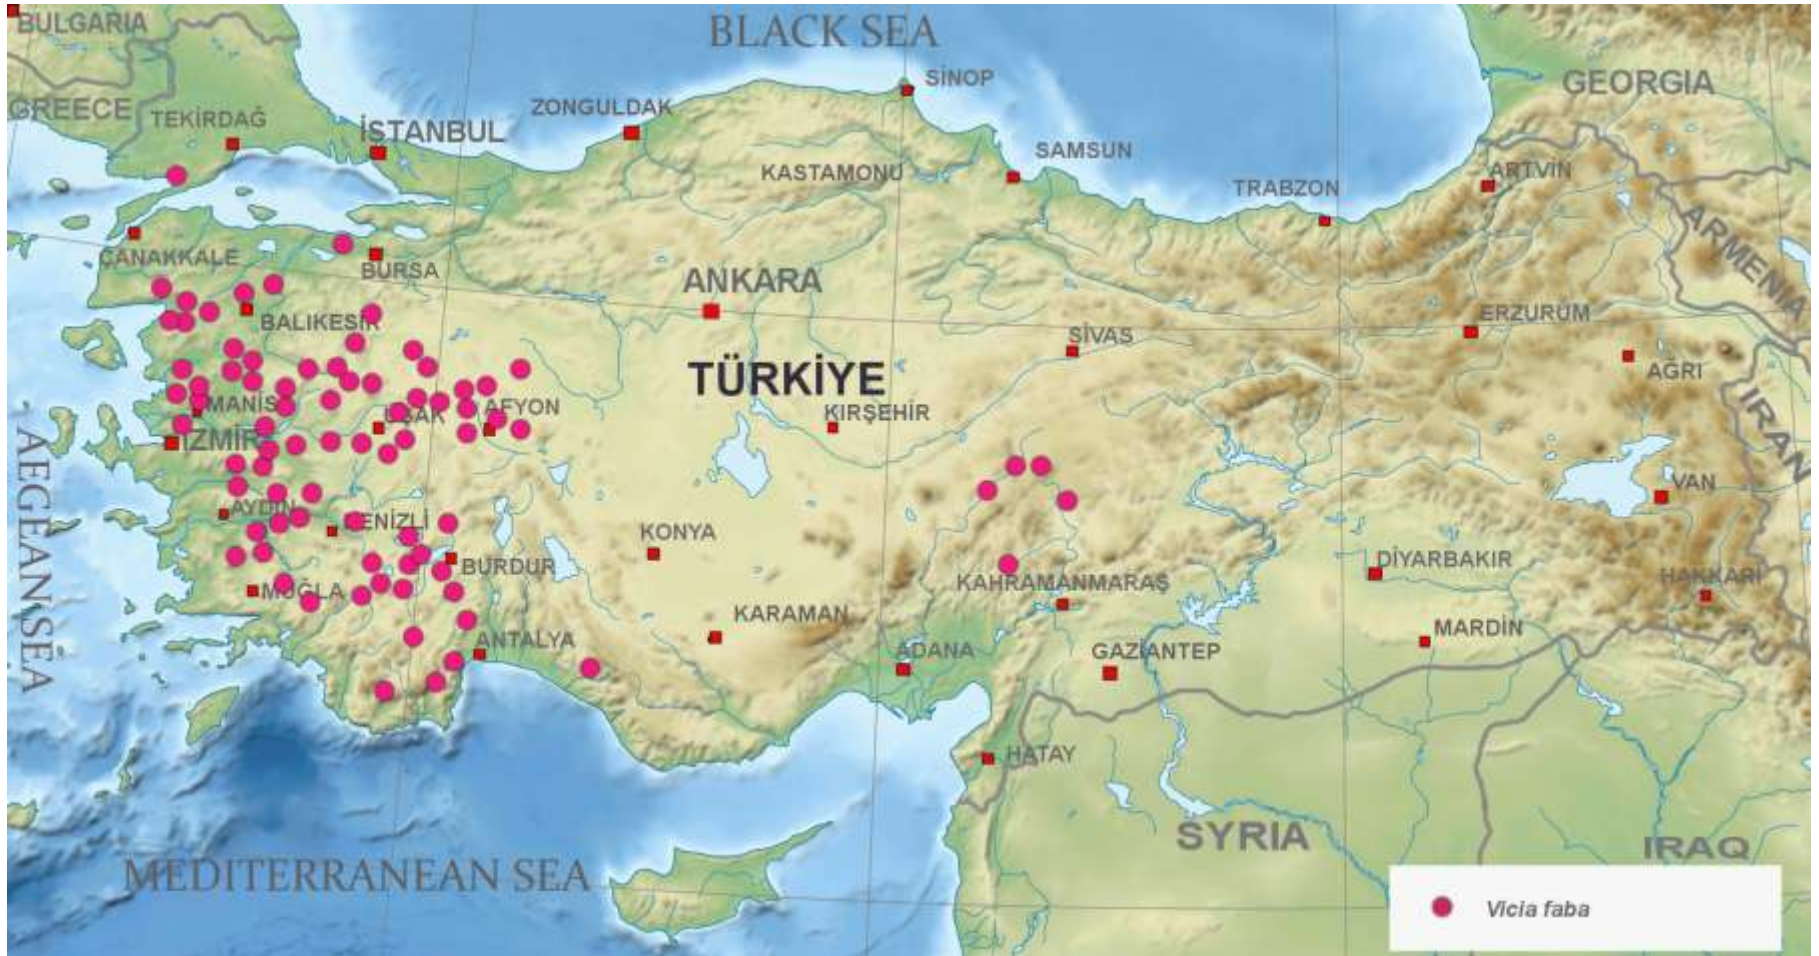 BULGARIA
BLACK SEA
SİNOP
GEORGIA
GREECE
TEKİRDAĞ
İSTANBUL
ZONGULDAK
KASTAMONU
SAMSUN
TRABZON
ARTVİN
ARMENIA
ÇANAKKALE
BURSA
ANKARA
BALIKESİR
SİVAS
ERZURUM
AĞRI
TÜRKİYE
IRAN
MANİSA
UŞAK
AFYON
KIRŞEHİR
İZMİR
AEGEAN SEA
VAN
AYDIN
DENİZLİ
KONYA
BURDUR
DİYARBAKIR
HAKKARİ
KAHRAMANMARAŞ
MUĞLA
KARAMAN
MARDİN
ANTALYA
ADANA
GAZİANTEP
HATAY
SYRIA
IRAQ
MEDITERRANEAN SEA
Vicia faba